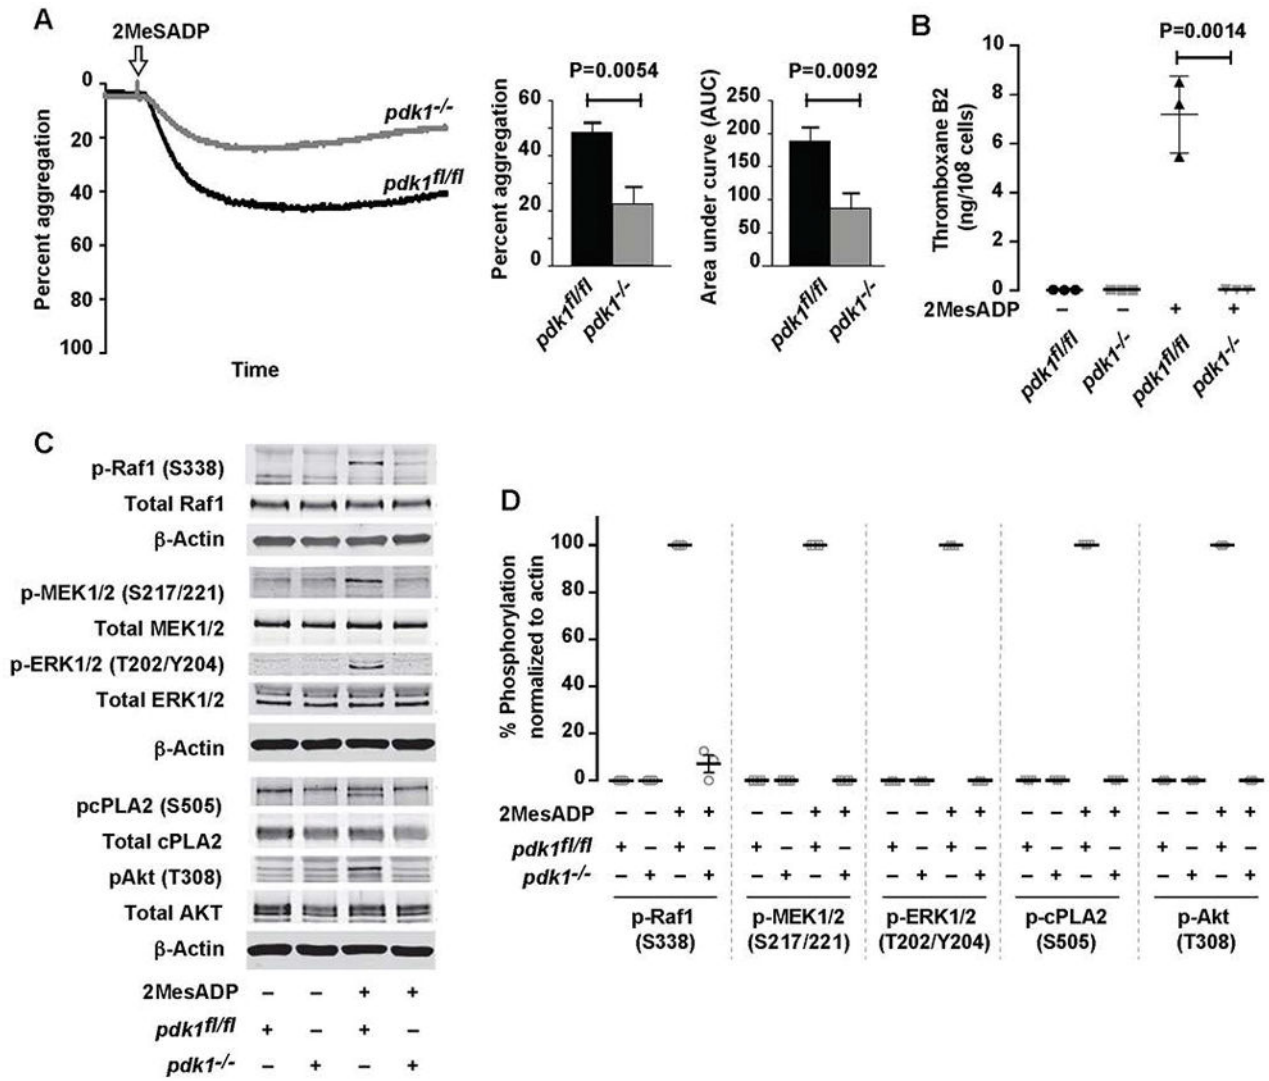 A
2MeSADP
0
20
40
60
80
100
Percent aggregation
pdk1-/-
pdk1fl/fl
Time
P=0.0054
60
40
20
0
Percent aggregation
pdk1fl/fl
pdk1-/-
P=0.0092
250
200
150
100
50
0
Area under curve (AUC)
pdk1fl/fl
pdk1-/-
B
P=0.0014
10
8
6
4
2
0
Thromboxane B2
(ng/10⁸ cells)
2MesADP – – + +
pdk1fl/fl pdk1-/- pdk1fl/fl pdk1-/-
C
p-Raf1 (S338)
Total Raf1
β-Actin
p-MEK1/2 (S217/221)
Total MEK1/2
p-ERK1/2 (T202/Y204)
Total ERK1/2
β-Actin
pcPLA2 (S505)
Total cPLA2
pAkt (T308)
Total AKT
β-Actin
2MesADP – – + +
pdk1fl/fl + – + –
pdk1-/- – + – +
D
100
80
60
40
20
0
% Phosphorylation
normalized to actin
2MesADP – – + + – – + + – – + + – – + + – – + +
pdk1fl/fl + – + – + – + – + – + – + – + – + – + –
pdk1-/- – + – + – + – + – + – + – + – + – + – +
p-Raf1 p-MEK1/2 p-ERK1/2 p-cPLA2 p-Akt
(S338) (S217/221) (T202/Y204) (S505) (T308)